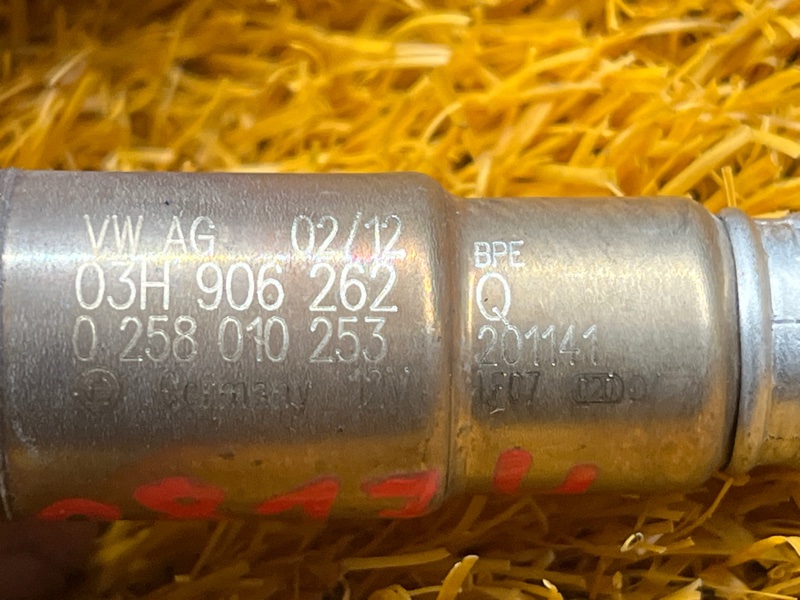 VW AG 02/12
03H 906 262
0 258 010 253
Germany 12V
BPE
Q
201141